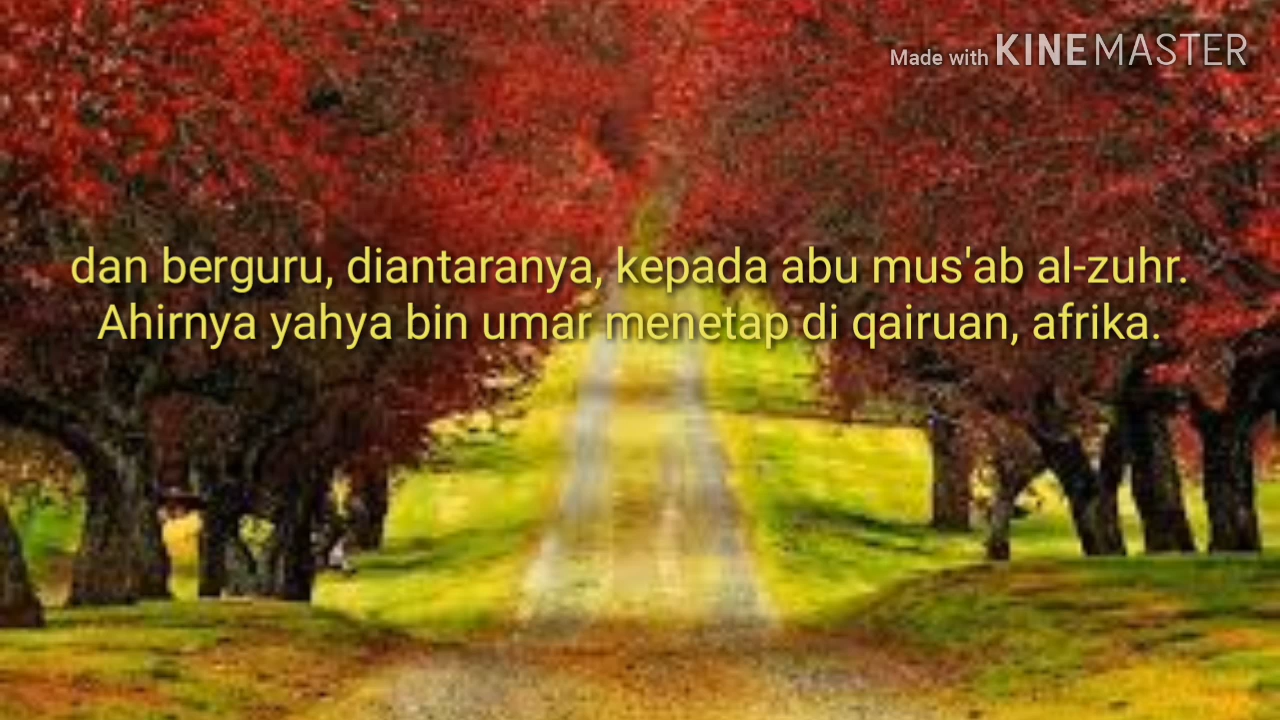 Made with KINEMASTER
dan berguru, diantaranya, kepada abu mus'ab al-zuhr.
Ahirnya yahya bin umar menetap di qairuan, afrika.